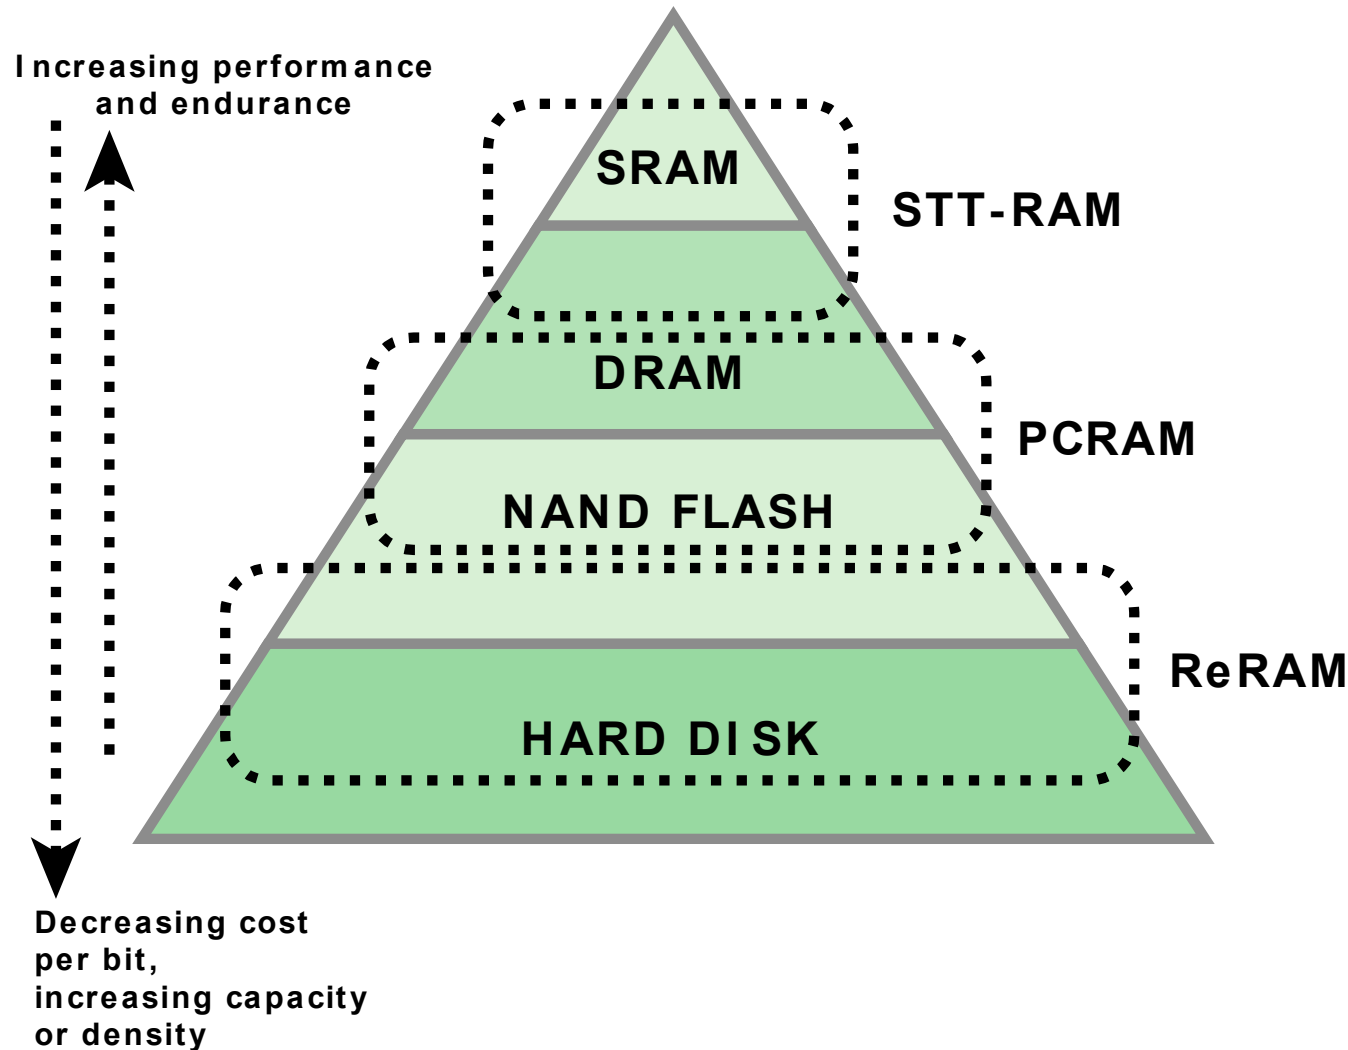 Increasing performance
and endurance
SRAM
STT-RAM
DRAM
PCRAM
NAND FLASH
ReRAM
HARD DISK
Decreasing cost
per bit,
increasing capacity
or density